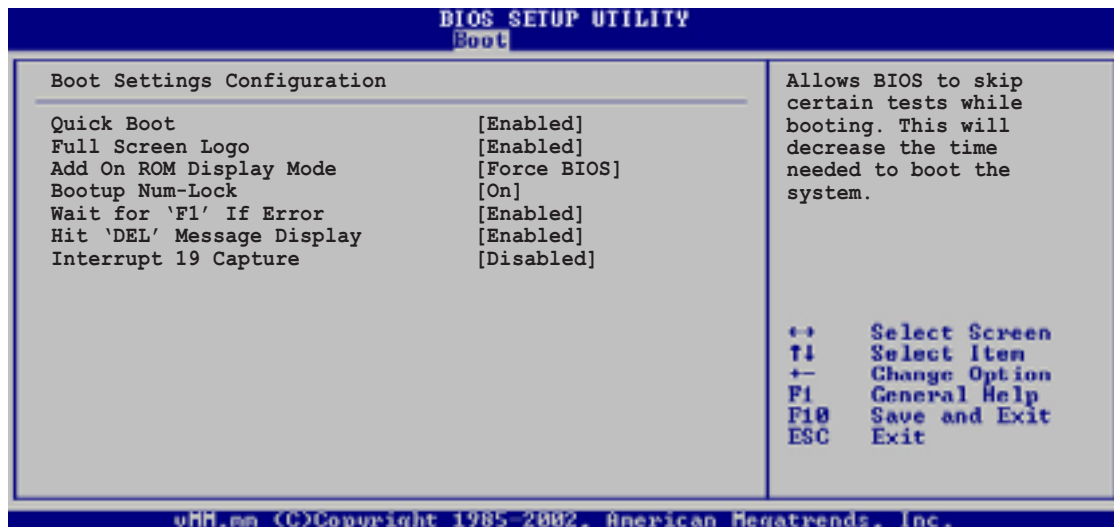 BIOS SETUP UTILITY
Boot
Boot Settings Configuration
Quick Boot [Enabled]
Full Screen Logo [Enabled]
Add On ROM Display Mode [Force BIOS]
Bootup Num-Lock [On]
Wait for ‘F1’ If Error [Enabled]
Hit ‘DEL’ Message Display [Enabled]
Interrupt 19 Capture [Disabled]
Allows BIOS to skip
certain tests while
booting. This will
decrease the time
needed to boot the
system.
←→ Select Screen
↑↓ Select Item
+- Change Option
F1 General Help
F10 Save and Exit
ESC Exit
vMM.mm (C)Copyright 1985-2002, American Megatrends, Inc.